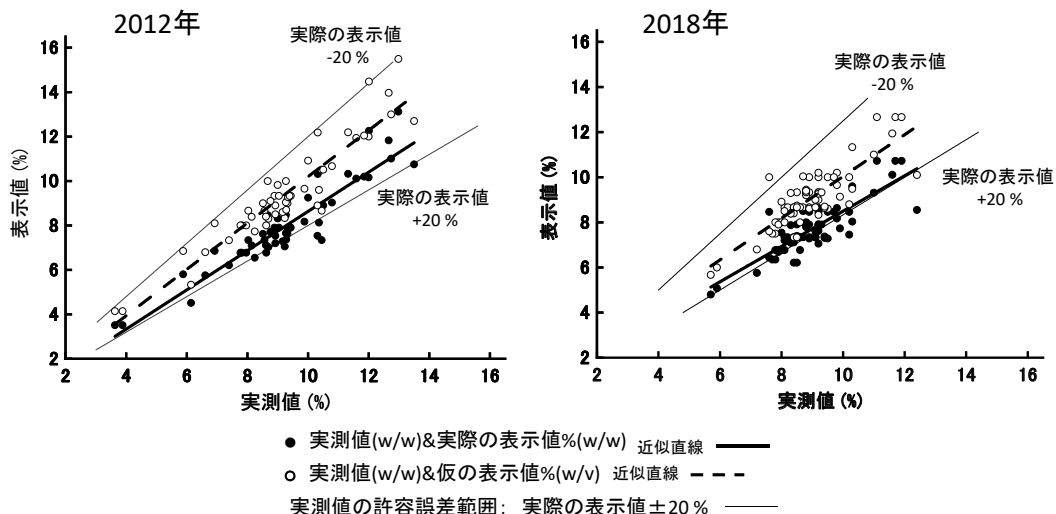 2012年
2018年
実際の表示値
-20 %
実際の表示値
-20 %
16
14
12
10
8
6
4
2
表示値 (%)
実際の表示値
+20 %
2 4 6 8 10 12 14 16
実測値 (%)
16
14
12
10
8
6
4
2
表示値 (%)
実際の表示値
+20 %
2 4 6 8 10 12 14 16
実測値 (%)
● 実測値(w/w)&実際の表示値%(w/w) 近似直線
○ 実測値(w/w)&仮の表示値%(w/v) 近似直線
実測値の許容誤差範囲: 実際の表示値±20 %